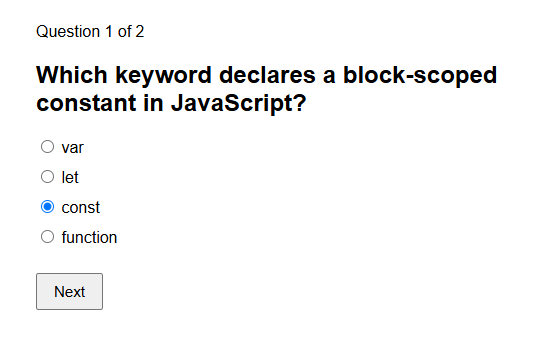 Question 1 of 2
Which keyword declares a block-scoped
constant in JavaScript?
var
let
const
function
Next